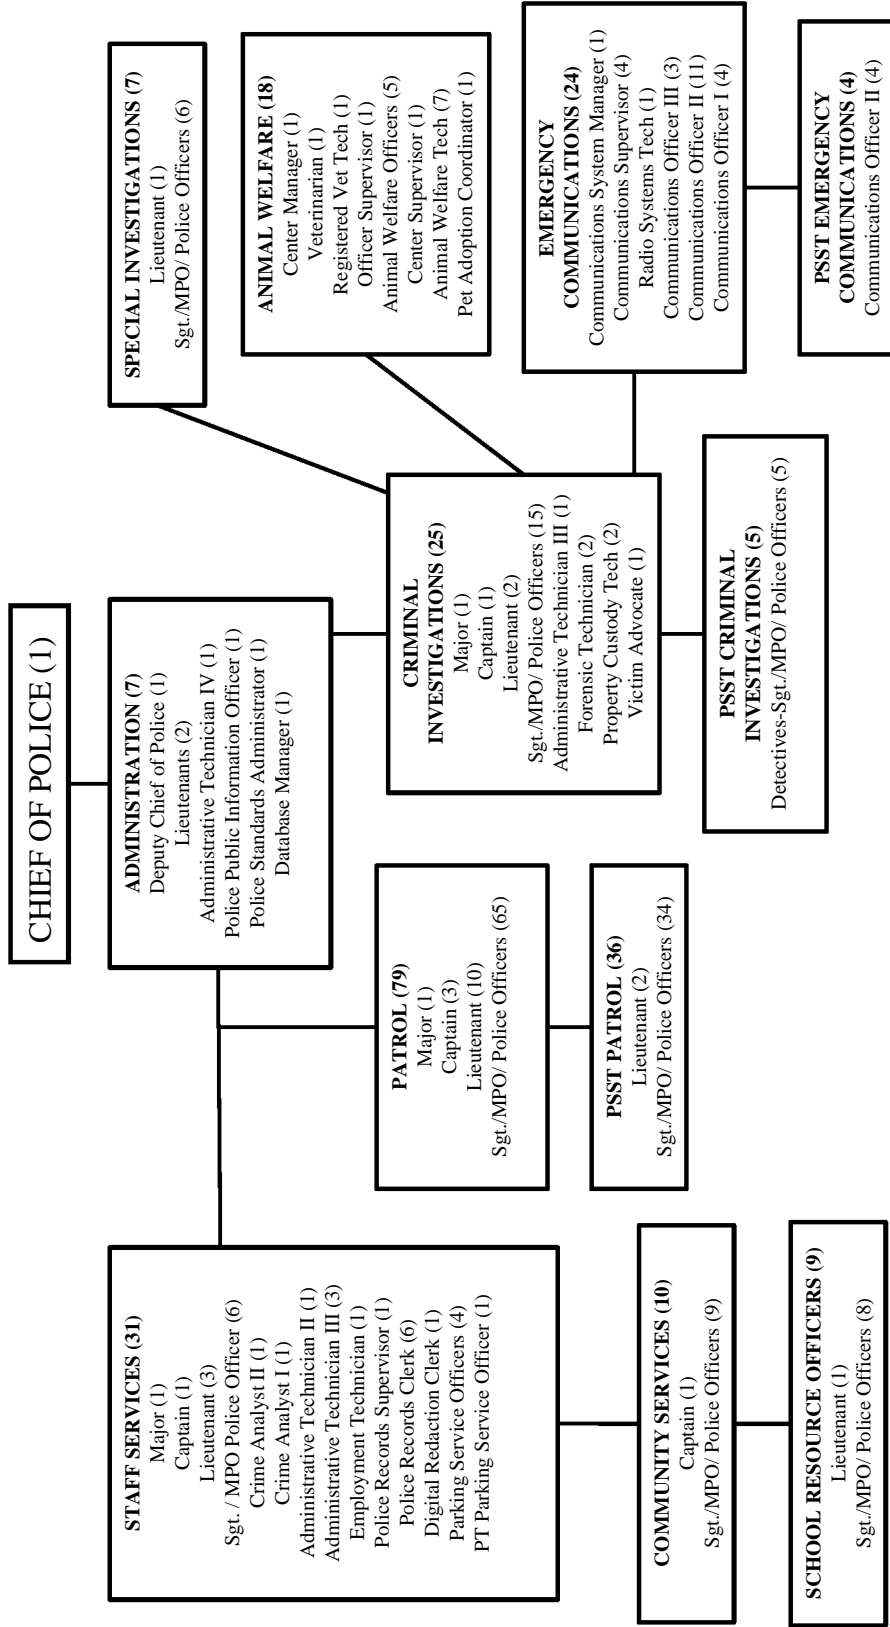 CHIEF OF POLICE (1)
ADMINISTRATION (7)
Deputy Chief of Police (1)
Lieutenants (2)
Administrative Technician IV (1)
Police Public Information Officer (1)
Police Standards Administrator (1)
Database Manager (1)
STAFF SERVICES (31)
Major (1)
Captain (1)
Lieutenant (3)
Sgt. / MPO Police Officer (6)
Crime Analyst II (1)
Crime Analyst I (1)
Administrative Technician II (1)
Administrative Technician III (3)
Employment Technician (1)
Police Records Supervisor (1)
Police Records Clerk (6)
Digital Redaction Clerk (1)
Parking Service Officers (4)
PT Parking Service Officer (1)
COMMUNITY SERVICES (10)
Captain (1)
Sgt./MPO/ Police Officers (9)
SCHOOL RESOURCE OFFICERS (9)
Lieutenant (1)
Sgt./MPO/ Police Officers (8)
PATROL (79)
Major (1)
Captain (3)
Lieutenant (10)
Sgt./MPO/ Police Officers (65)
PSST PATROL (36)
Lieutenant (2)
Sgt./MPO/ Police Officers (34)
CRIMINAL
INVESTIGATIONS (25)
Major (1)
Captain (1)
Lieutenant (2)
Sgt./MPO/ Police Officers (15)
Administrative Technician III (1)
Forensic Technician (2)
Property Custody Tech (2)
Victim Advocate (1)
PSST CRIMINAL
INVESTIGATIONS (5)
Detectives-Sgt./MPO/ Police Officers (5)
SPECIAL INVESTIGATIONS (7)
Lieutenant (1)
Sgt./MPO/ Police Officers (6)
ANIMAL WELFARE (18)
Center Manager (1)
Veterinarian (1)
Registered Vet Tech (1)
Officer Supervisor (1)
Animal Welfare Officers (5)
Center Supervisor (1)
Animal Welfare Tech (7)
Pet Adoption Coordinator (1)
EMERGENCY
COMMUNICATIONS (24)
Communications System Manager (1)
Communications Supervisor (4)
Radio Systems Tech (1)
Communications Officer III (3)
Communications Officer II (11)
Communications Officer I (4)
PSST EMERGENCY
COMMUNICATIONS (4)
Communications Officer II (4)